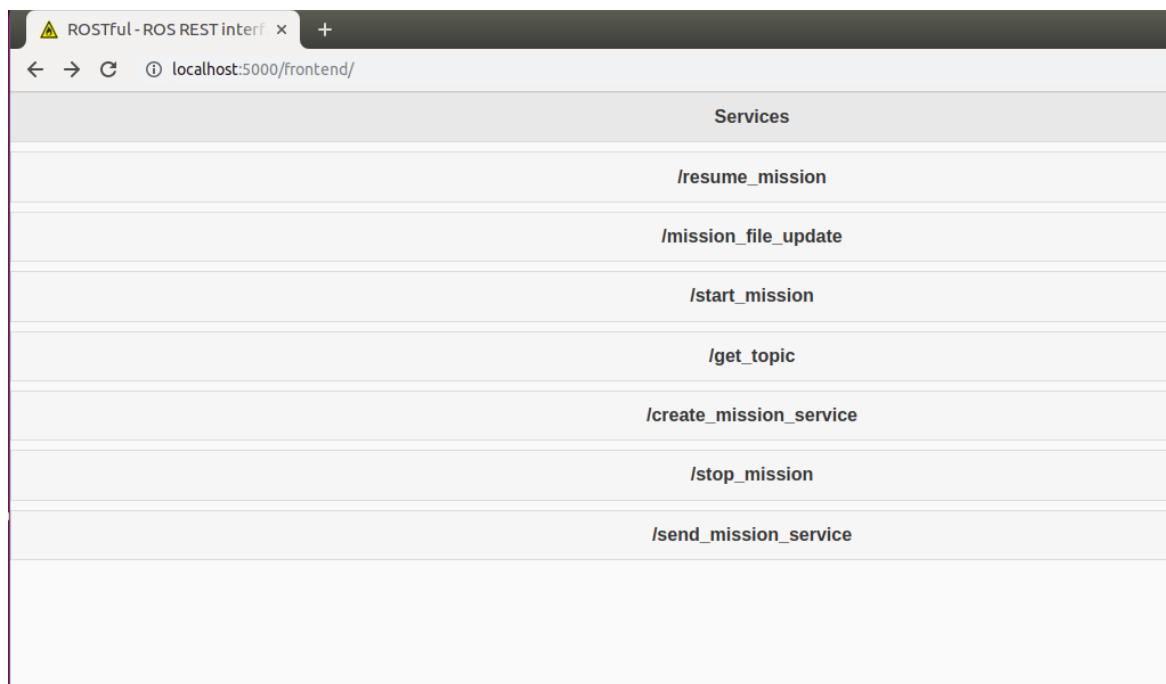 ROSTful - ROS REST interf
localhost:5000/frontend/
Services
/resume_mission
/mission_file_update
/start_mission
/get_topic
/create_mission_service
/stop_mission
/send_mission_service